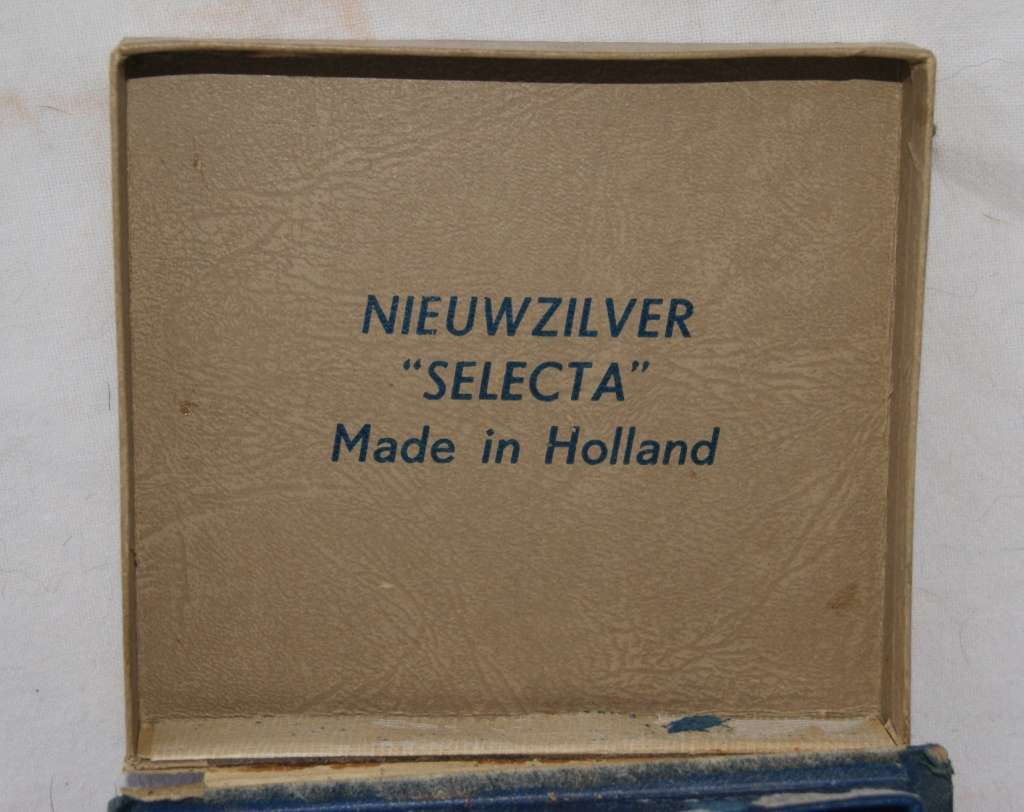 NIEUWZILVER
“SELECTA”
Made in Holland